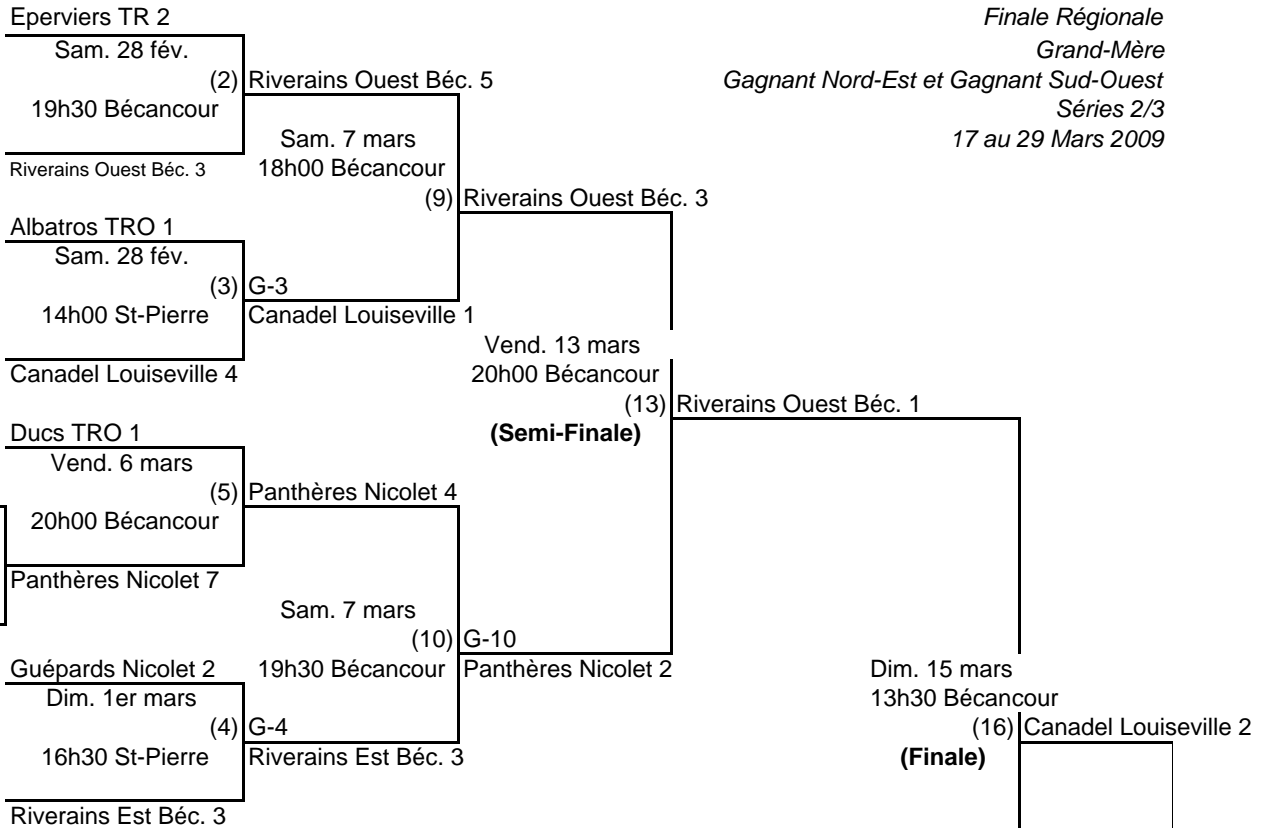 Eperviers TR 2
Finale Régionale
Sam. 28 fév.
Grand-Mère
(2) Riverains Ouest Béc. 5
Gagnant Nord-Est et Gagnant Sud-Ouest
19h30 Bécancour
Séries 2/3
Sam. 7 mars
17 au 29 Mars 2009
Riverains Ouest Béc. 3
18h00 Bécancour
(9) Riverains Ouest Béc. 3
Albatros TRO 1
Sam. 28 fév.
(3) G-3
14h00 St-Pierre
Canadel Louiseville 1
Vend. 13 mars
Canadel Louiseville 4
20h00 Bécancour
(13) Riverains Ouest Béc. 1
Ducs TRO 1
(Semi-Finale)
Vend. 6 mars
(5) Panthères Nicolet 4
20h00 Bécancour
Panthères Nicolet 7
Sam. 7 mars
(10) G-10
Guépards Nicolet 2
19h30 Bécancour
Panthères Nicolet 2
Dim. 15 mars
Dim. 1er mars
13h30 Bécancour
(4) G-4
(16) Canadel Louiseville 2
16h30 St-Pierre
Riverains Est Béc. 3
(Finale)
Riverains Est Béc. 3